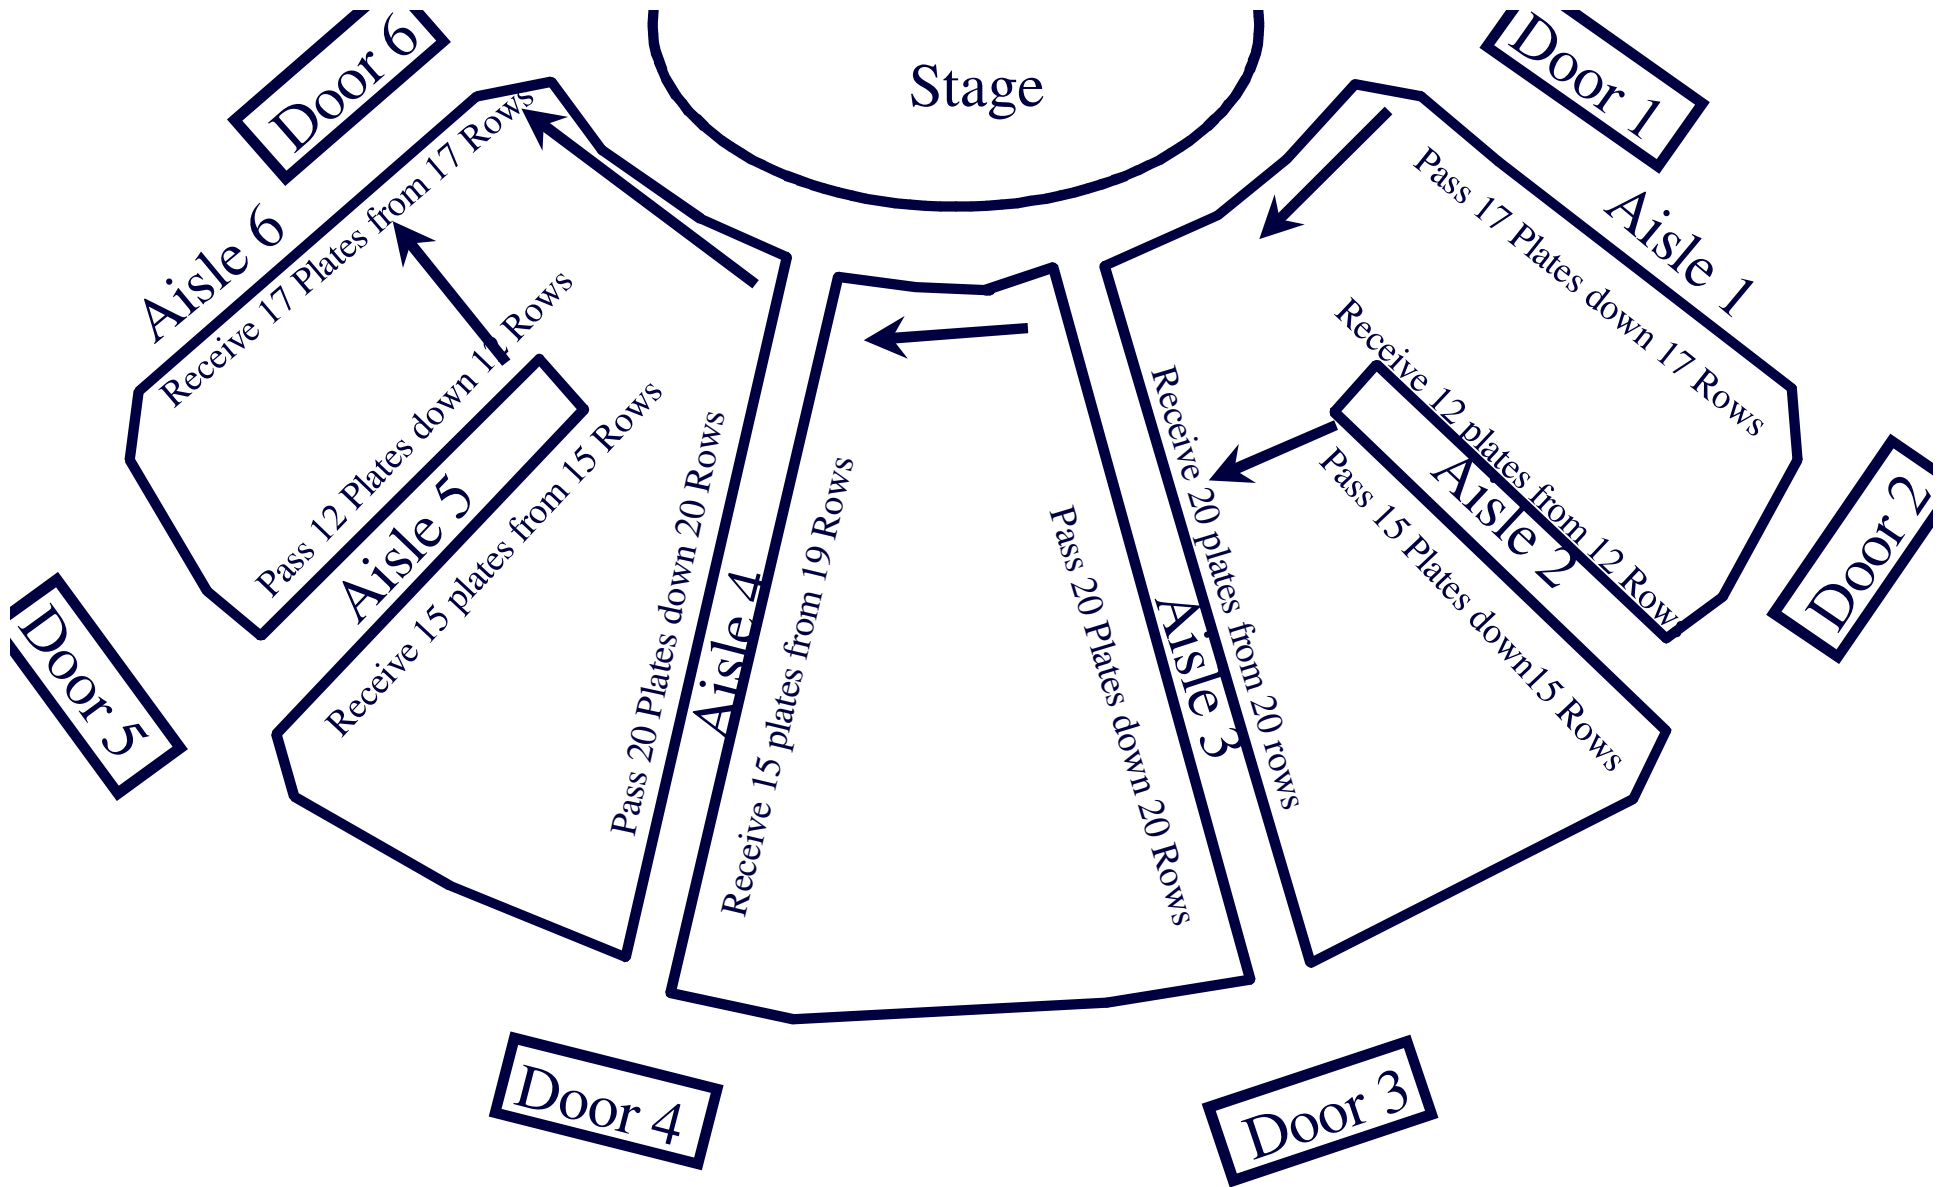 Door 6
Stage
Door 1
Aisle 6
Receive 17 Plates from 17 Rows
Pass 17 Plates down 17 Rows
Aisle 1
Pass 12 Plates down 12 Rows
Receive 12 plates from 12 Rows
Aisle 5
Aisle 2
Door 2
Receive 15 plates from 15 Rows
Pass 15 Plates down15 Rows
Door 5
Pass 20 Plates down 20 Rows
Aisle 4
Receive 15 plates from 19 Rows
Pass 20 Plates down 20 Rows
Aisle 3
Receive 20 plates from 20 rows
Door 4
Door 3